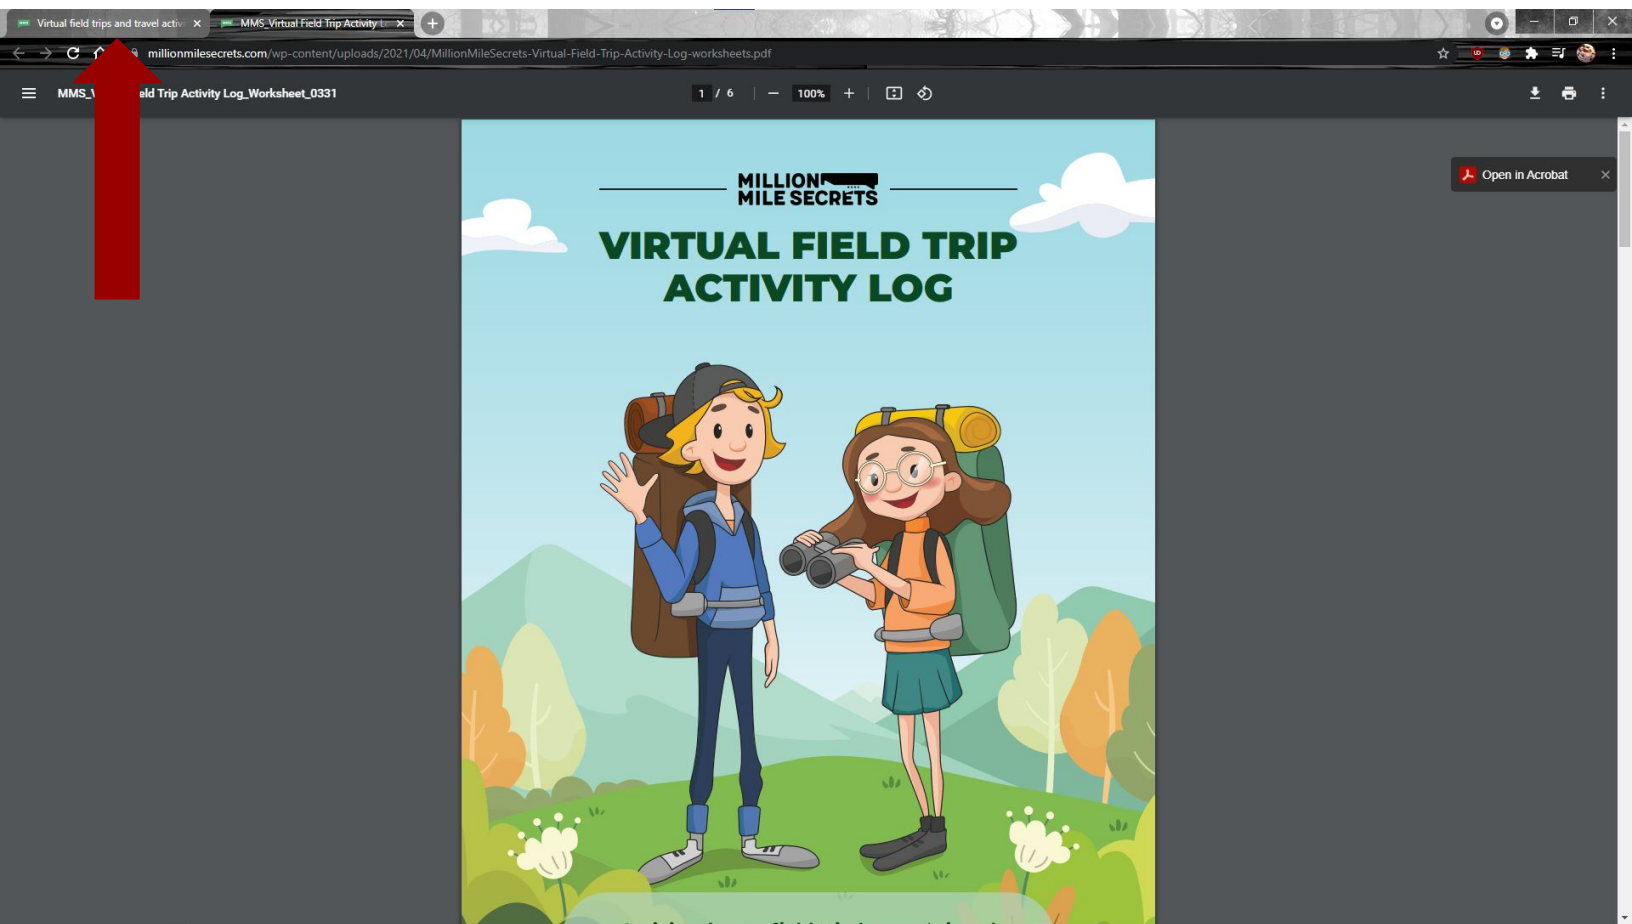 Virtual field trips and travel activi
MMS_Virtual Field Trip Activity L
millionmilesecrets.com/wp-content/uploads/2021/04/MillionMileSecrets-Virtual-Field-Trip-Activity-Log-worksheets.pdf
MMS_V eld Trip Activity Log_Worksheet_0331
1 / 6 | − 100% +
Open in Acrobat
MILLION
MILE SECRETS
VIRTUAL FIELD TRIP
ACTIVITY LOG